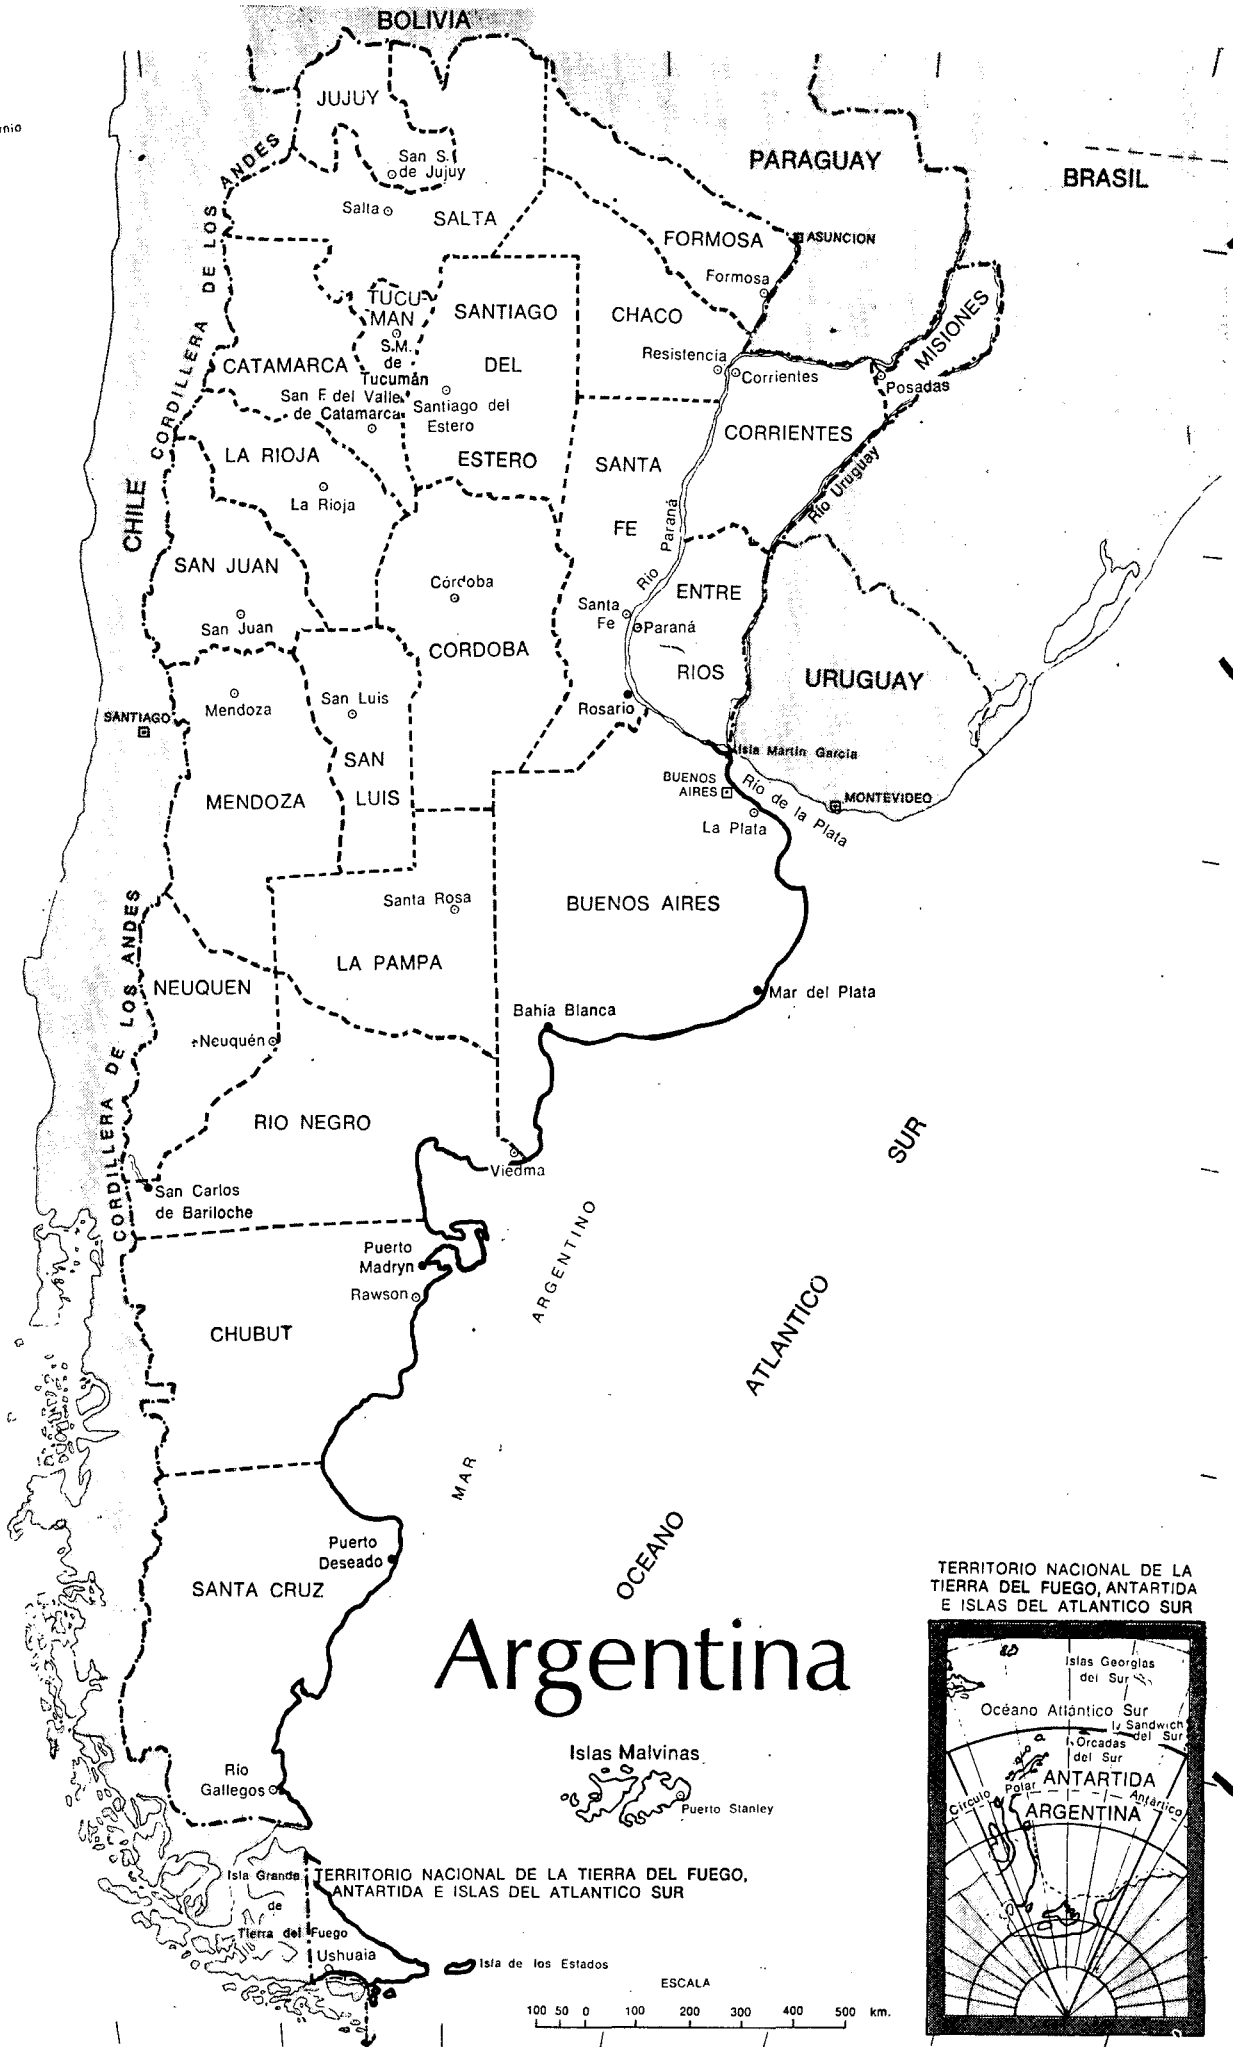 BOLIVIA
JUJUY
San S.
de Jujuy
PARAGUAY
BRASIL
CORDILLERA DE LOS ANDES
Salta
SALTA
FORMOSA
ASUNCION
Formosa
TUCU-
MAN
S.M.
de
Tucumán
SANTIAGO
DEL
ESTERO
CHACO
MISIONES
Resistencia
Corrientes
Posadas
CATAMARCA
San F. del Valle
de Catamarca
Santiago del
Estero
CORRIENTES
LA RIOJA
La Rioja
SANTA
FE
Río Uruguay
CHILE
Río Paraná
SAN JUAN
San Juan
Córdoba
CORDOBA
ENTRE
RIOS
Santa
Fe
Paraná
URUGUAY
Mendoza
San Luis
Rosario
SANTIAGO
SAN
LUIS
MENDOZA
Isla Martín García
BUENOS
AIRES
Río de la Plata
MONTEVIDEO
La Plata
Santa Rosa
BUENOS AIRES
LA PAMPA
CORDILLERA DE LOS ANDES
NEUQUEN
Neuquén
Mar del Plata
Bahía Blanca
RIO NEGRO
Viedma
San Carlos
de Bariloche
Puerto
Madryn
Rawson
CHUBUT
MAR ARGENTINO
OCEANO ATLANTICO SUR
Puerto
Deseado
SANTA CRUZ
Argentina
Islas Malvinas
Puerto Stanley
Río
Gallegos
Isla Grande
de
Tierra del Fuego
TERRITORIO NACIONAL DE LA TIERRA DEL FUEGO,
ANTARTIDA E ISLAS DEL ATLANTICO SUR
Ushuaia
Isla de los Estados
ESCALA
100 50 0 100 200 300 400 500 km.
TERRITORIO NACIONAL DE LA
TIERRA DEL FUEGO, ANTARTIDA
E ISLAS DEL ATLANTICO SUR
Islas Georgias
del Sur
Océano Atlántico Sur
Is Sandwich
del Sur
Is Orcadas
del Sur
ANTARTIDA
ARGENTINA
Círculo Polar Antártico